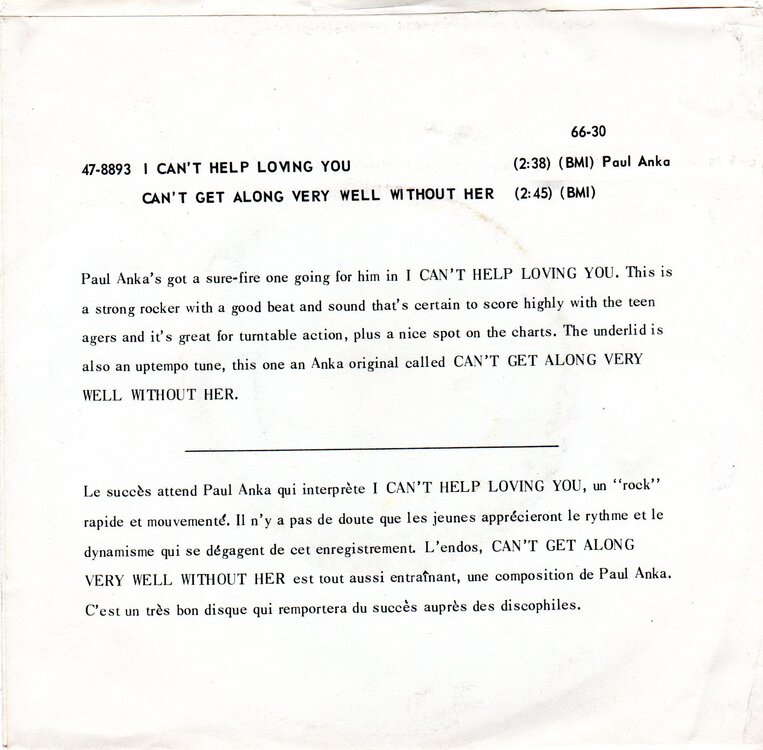 66-30
47-8893 I CAN'T HELP LOVING YOU (2:38) (BMI) Paul Anka
CAN'T GET ALONG VERY WELL WITHOUT HER (2:45) (BMI)
Paul Anka's got a sure-fire one going for him in I CAN'T HELP LOVING YOU. This is
a strong rocker with a good beat and sound that's certain to score highly with the teen
agers and it's great for turntable action, plus a nice spot on the charts. The underlid is
also an uptempo tune, this one an Anka original called CAN'T GET ALONG VERY
WELL WITHOUT HER.
Le succès attend Paul Anka qui interprète I CAN'T HELP LOVING YOU, un "rock"
rapide et mouvementé. Il n'y a pas de doute que les jeunes apprécieront le rythme et le
dynamisme qui se dégagent de cet enregistrement. L'endos, CAN'T GET ALONG
VERY WELL WITHOUT HER est tout aussi entraînant, une composition de Paul Anka.
C'est un très bon disque qui remportera du succès auprès des discophiles.